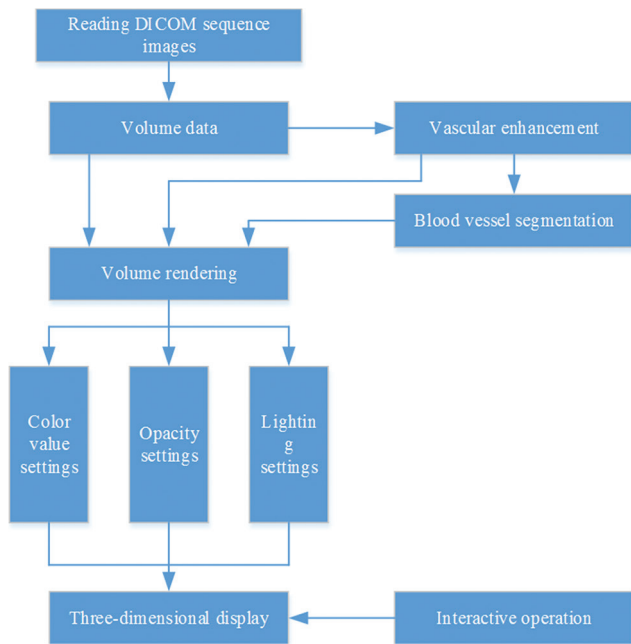 Reading DICOM sequence
images
Volume data
Vascular enhancement
Blood vessel segmentation
Volume rendering
Color
value
settings
Opacity
settings
Lightin
g
settings
Three-dimensional display
Interactive operation